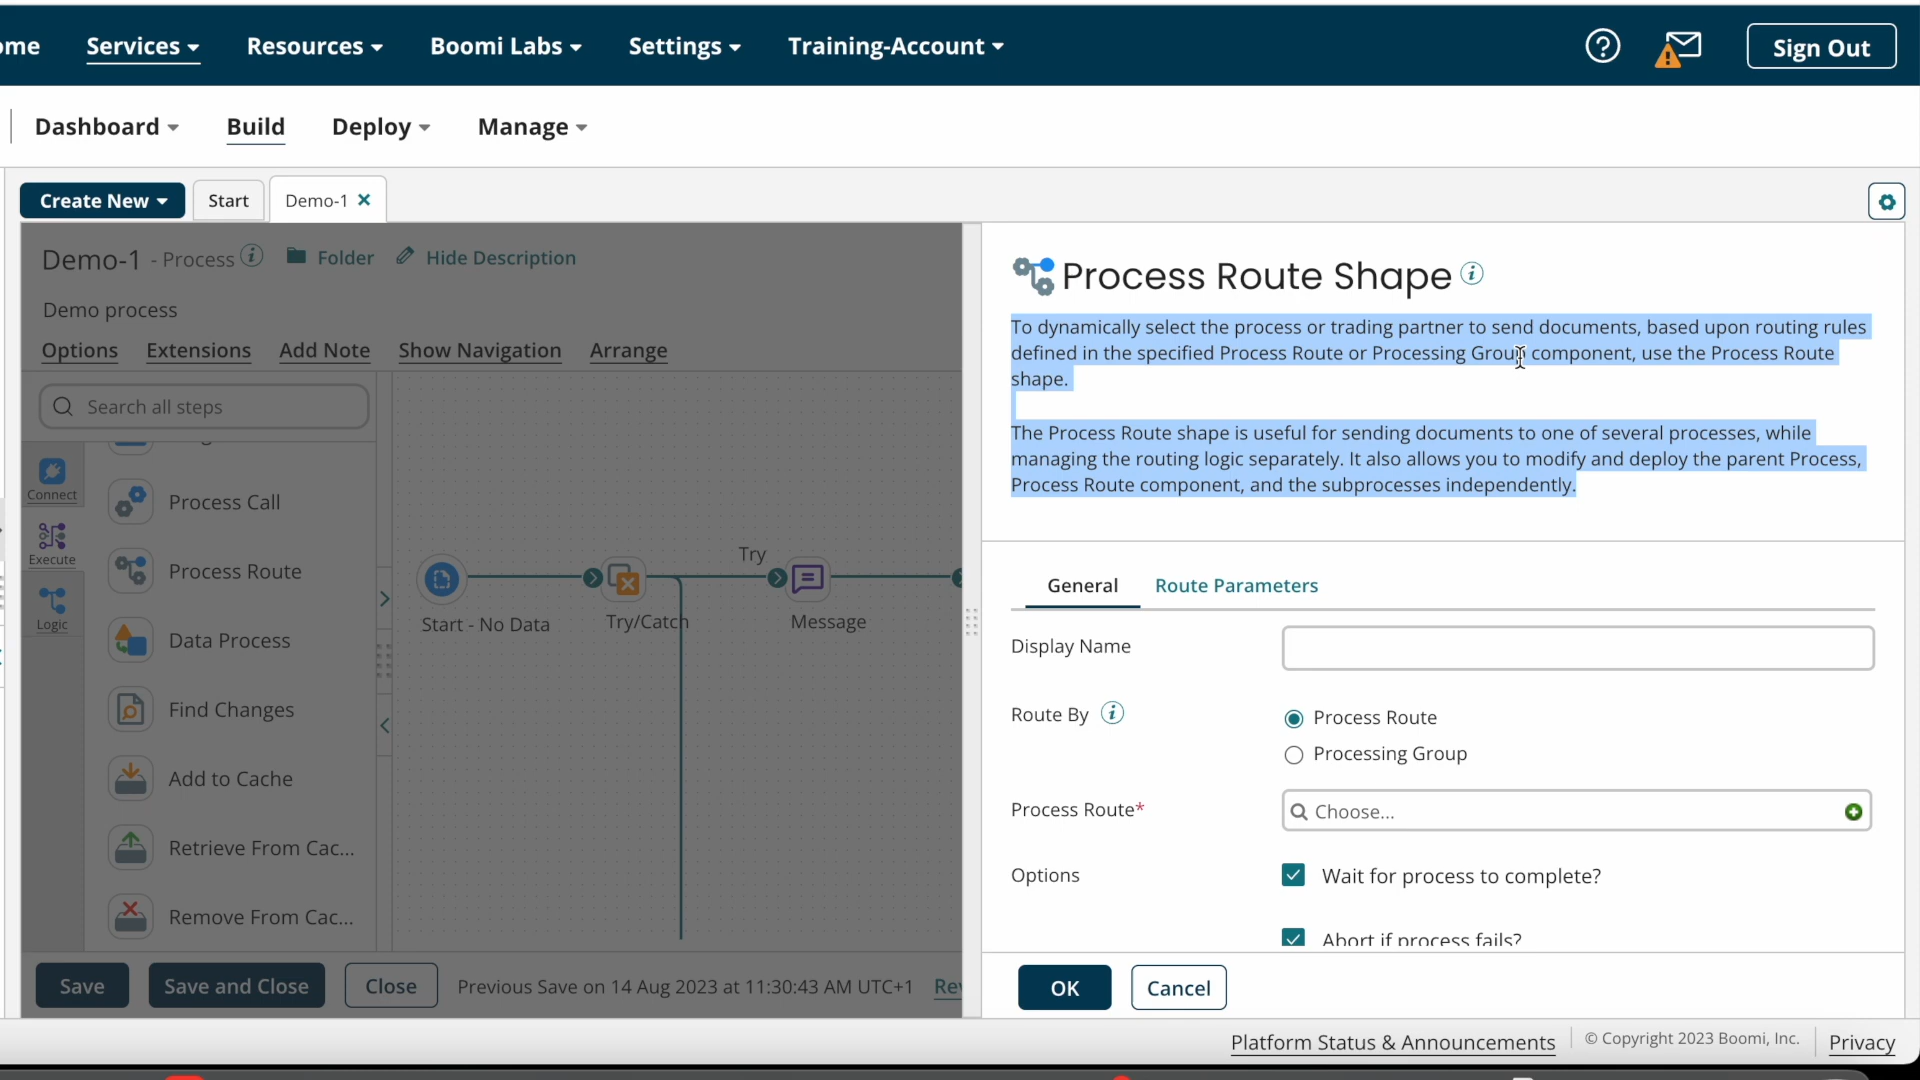 ome Services Resources Boomi Labs Settings Training-Account Sign Out
Dashboard Build Deploy Manage
Create New Start Demo-1
Demo-1 - Process Folder Hide Description
Demo process
Options Extensions Add Note Show Navigation Arrange
Search all steps
Connect
Execute
Logic
Process Call
Process Route
Data Process
Find Changes
Add to Cache
Retrieve From Cac...
Remove From Cac...
Try
Start - No Data Try/Catch Message
Save Save and Close Close Previous Save on 14 Aug 2023 at 11:30:43 AM UTC+1 Rev
Process Route Shape
To dynamically select the process or trading partner to send documents, based upon routing rules
defined in the specified Process Route or Processing Group component, use the Process Route
shape.
The Process Route shape is useful for sending documents to one of several processes, while
managing the routing logic separately. It also allows you to modify and deploy the parent Process,
Process Route component, and the subprocesses independently.
General Route Parameters
Display Name
Route By Process Route
Processing Group
Process Route* Choose...
Options Wait for process to complete?
Abort if process fails?
OK Cancel
Platform Status & Announcements © Copyright 2023 Boomi, Inc. Privacy